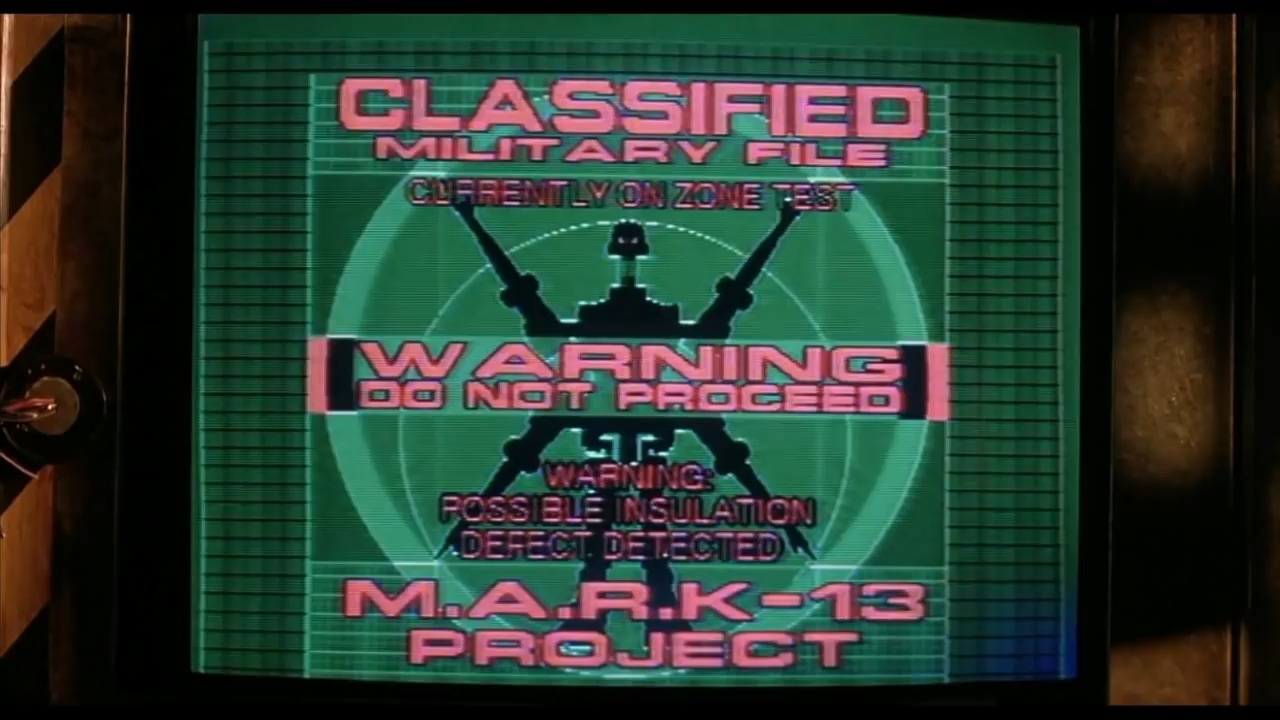 CLASSIFIED
MILITARY FILE
CURRENTLY ON ZONE TEST
WARNING
DO NOT PROCEED
WARNING:
POSSIBLE INSULATION
DEFECT DETECTED
M.A.R.K-13
PROJECT